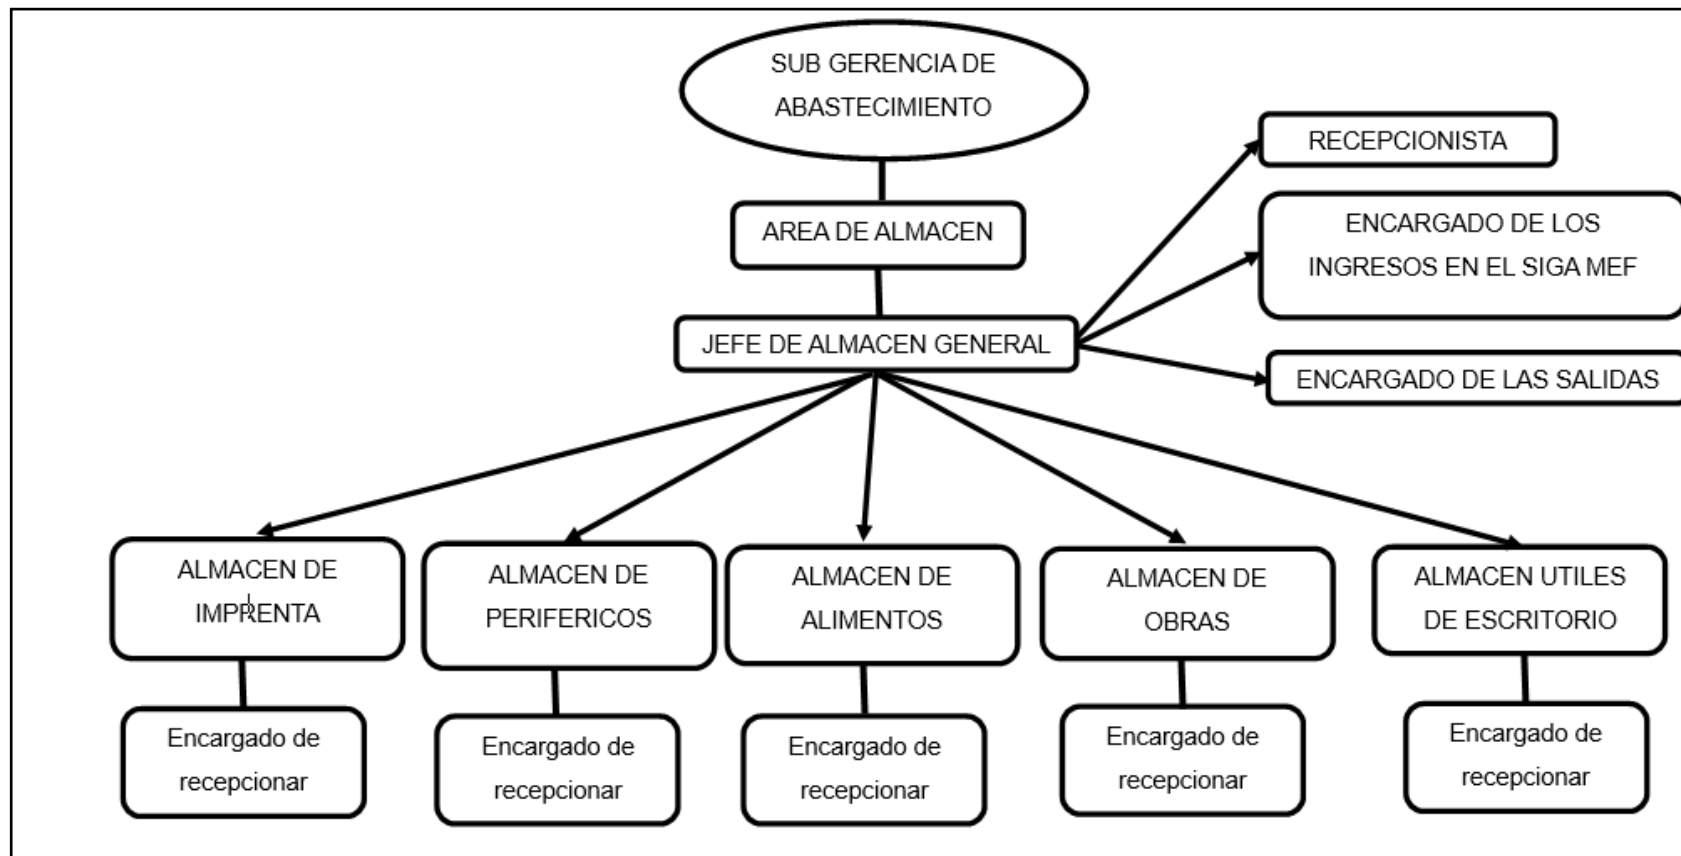 SUB GERENCIA DE
ABASTECIMIENTO
RECEPCIONISTA
AREA DE ALMACEN
ENCARGADO DE LOS
INGRESOS EN EL SIGA MEF
JEFE DE ALMACEN GENERAL
ENCARGADO DE LAS SALIDAS
ALMACEN DE
IMPRENTA
ALMACEN DE
PERIFERICOS
ALMACEN DE
ALIMENTOS
ALMACEN DE
OBRAS
ALMACEN UTILES
DE ESCRITORIO
Encargado de
recepcionar
Encargado de
recepcionar
Encargado de
recepcionar
Encargado de
recepcionar
Encargado de
recepcionar